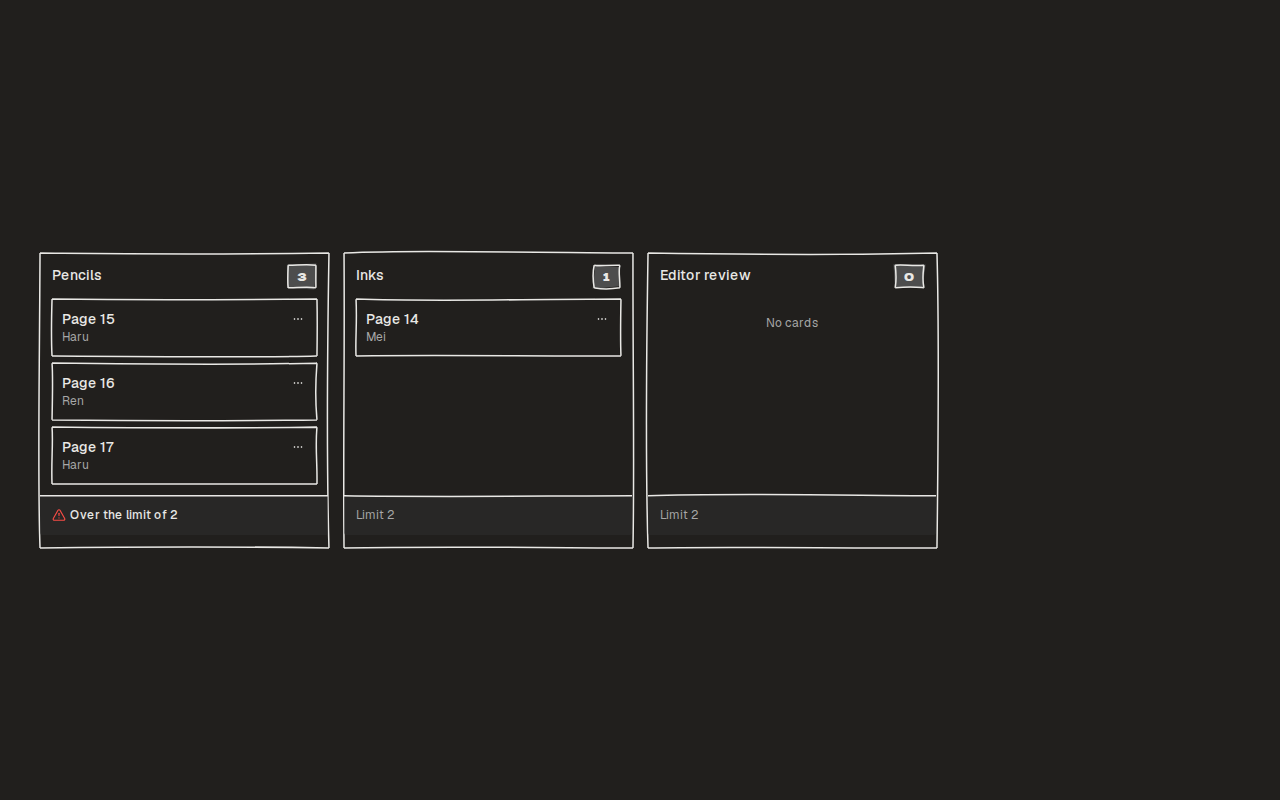 Pencils
3
Page 15
Haru
Page 16
Ren
Page 17
Haru
Over the limit of 2
Inks
1
Page 14
Mei
Limit 2
Editor review
0
No cards
Limit 2